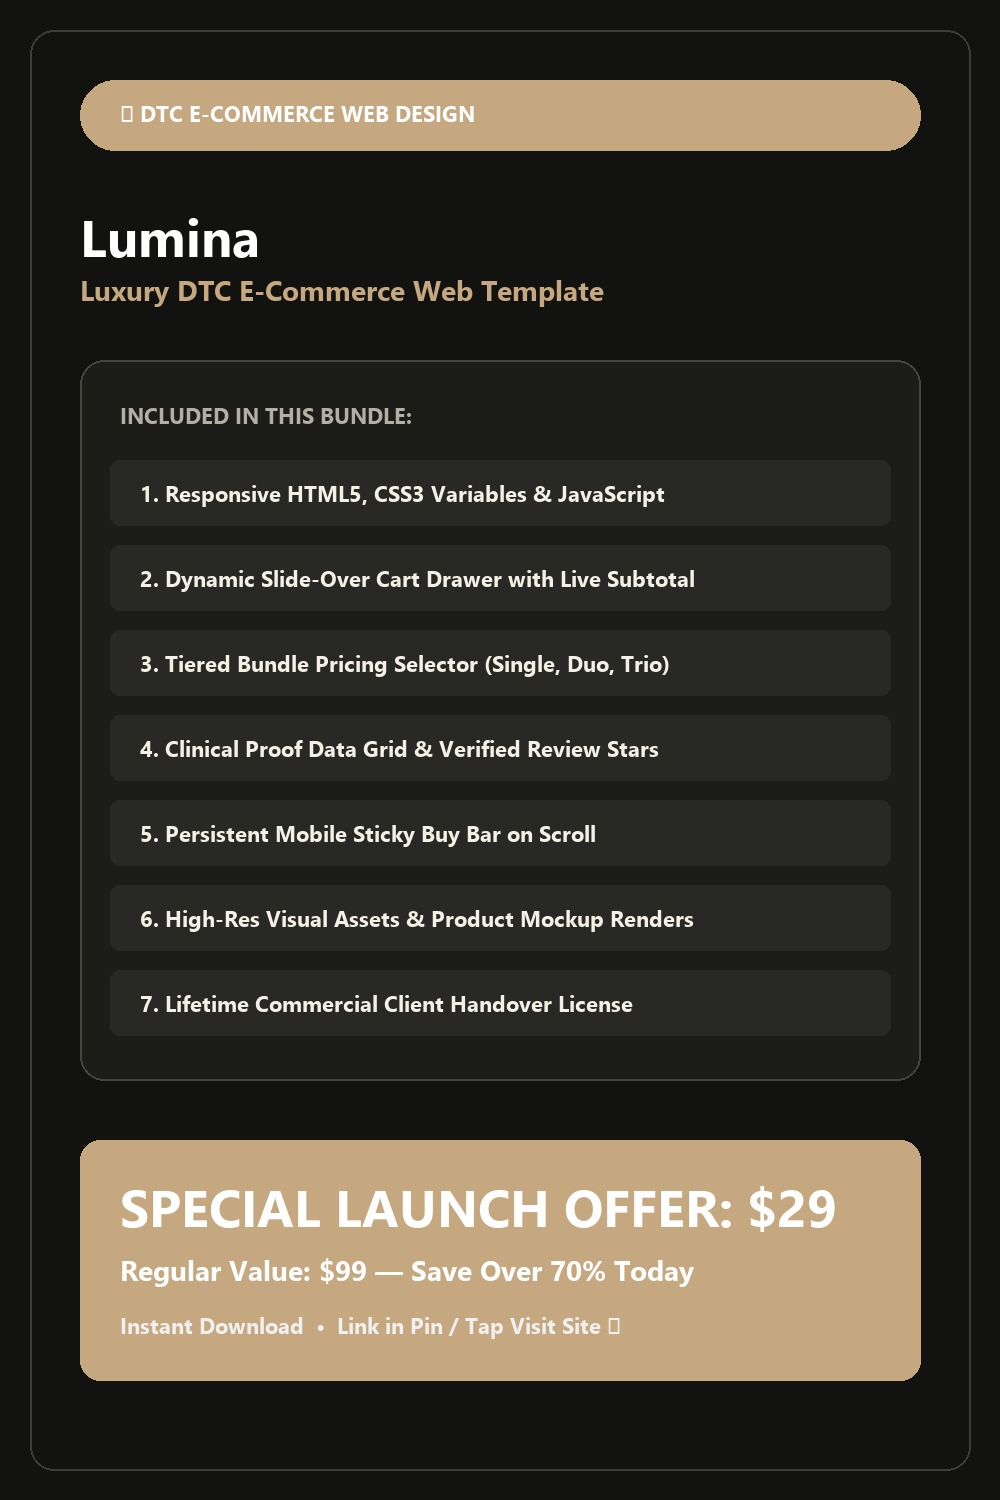 DTC E-COMMERCE WEB DESIGN
Lumina
Luxury DTC E-Commerce Web Template
INCLUDED IN THIS BUNDLE:
1. Responsive HTML5, CSS3 Variables & JavaScript
2. Dynamic Slide-Over Cart Drawer with Live Subtotal
3. Tiered Bundle Pricing Selector (Single, Duo, Trio)
4. Clinical Proof Data Grid & Verified Review Stars
5. Persistent Mobile Sticky Buy Bar on Scroll
6. High-Res Visual Assets & Product Mockup Renders
7. Lifetime Commercial Client Handover License
SPECIAL LAUNCH OFFER: $29
Regular Value: $99 — Save Over 70% Today
Instant Download • Link in Pin / Tap Visit Site